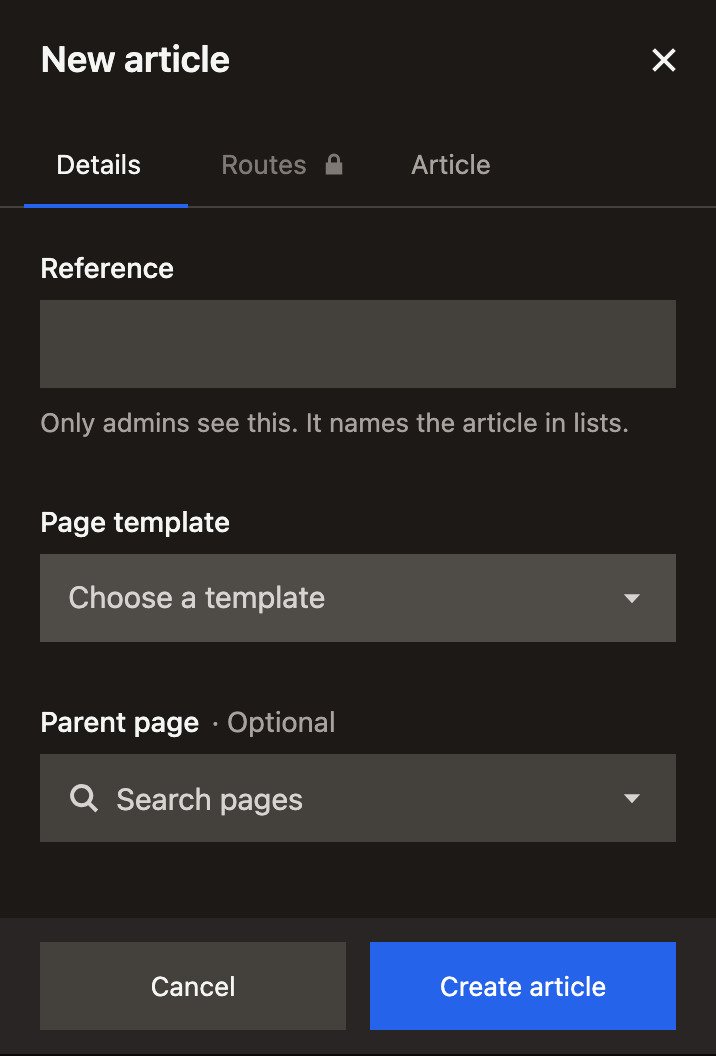 New article
Details Routes Article
Reference
Only admins see this. It names the article in lists.
Page template
Choose a template
Parent page · Optional
Search pages
Cancel Create article